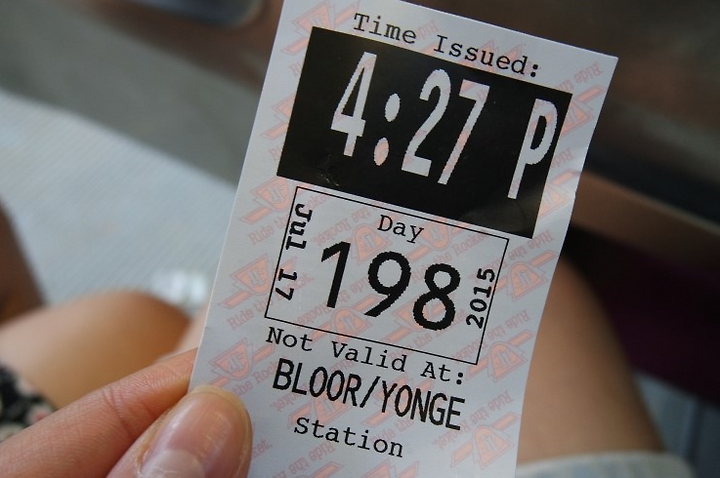 Time Issued:
4:27 P
Day
Jul 17
198
2015
Not Valid At:
BLOOR/YONGE
Station